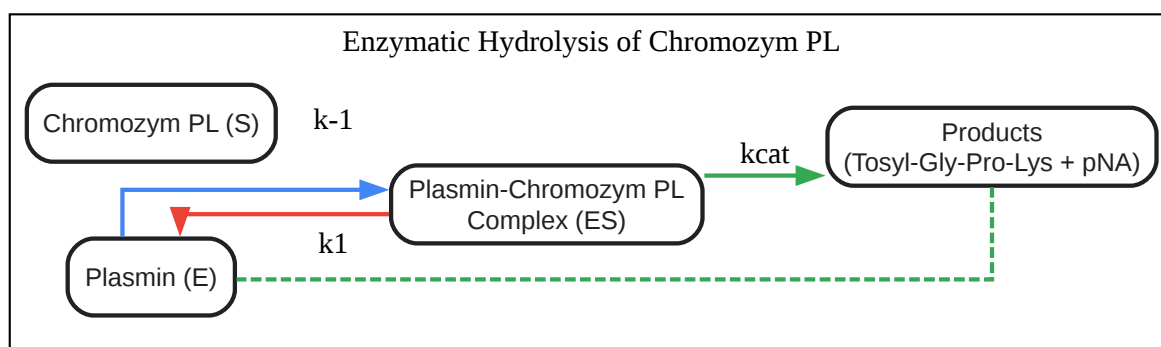 Enzymatic Hydrolysis of Chromozym PL
Chromozym PL (S)
k-1
kcat
Products
(Tosyl-Gly-Pro-Lys + pNA)
Plasmin-Chromozym PL
Complex (ES)
k1
Plasmin (E)